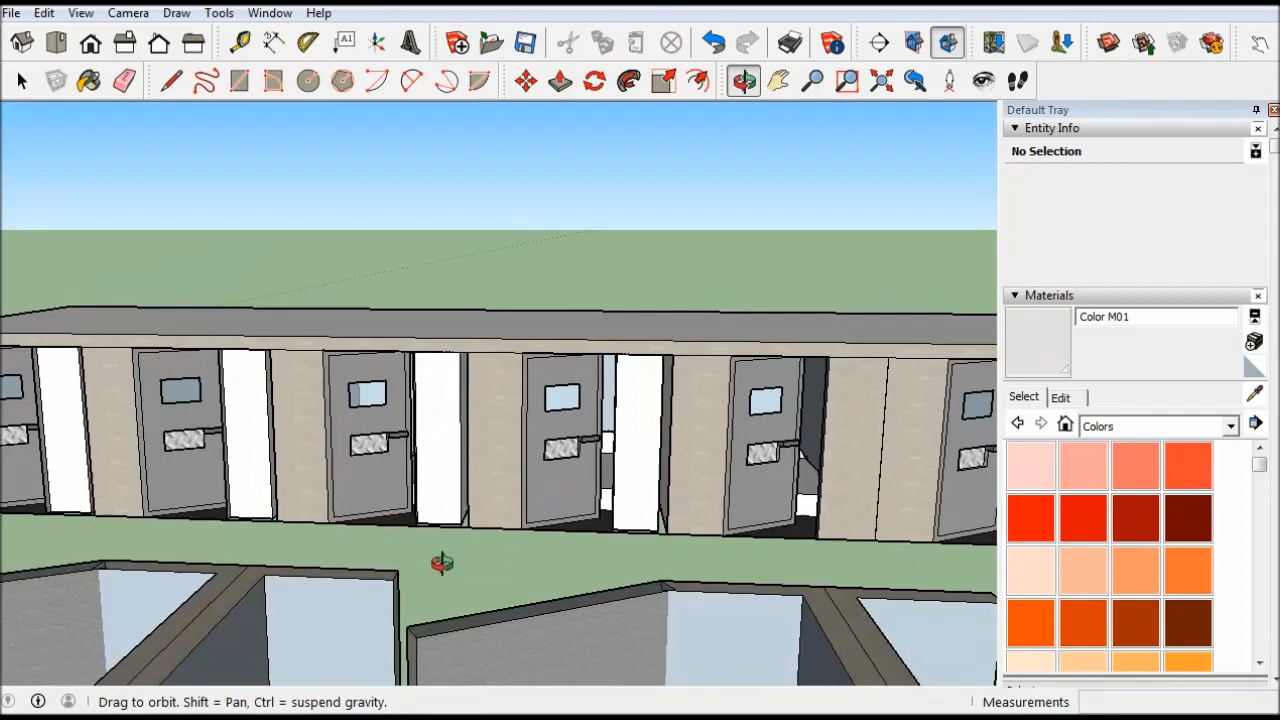 File Edit View Camera Draw Tools Window Help
A1
Default Tray
Entity Info
No Selection
Materials
Color M01
Select Edit
Colors
Drag to orbit. Shift = Pan, Ctrl = suspend gravity.
Measurements